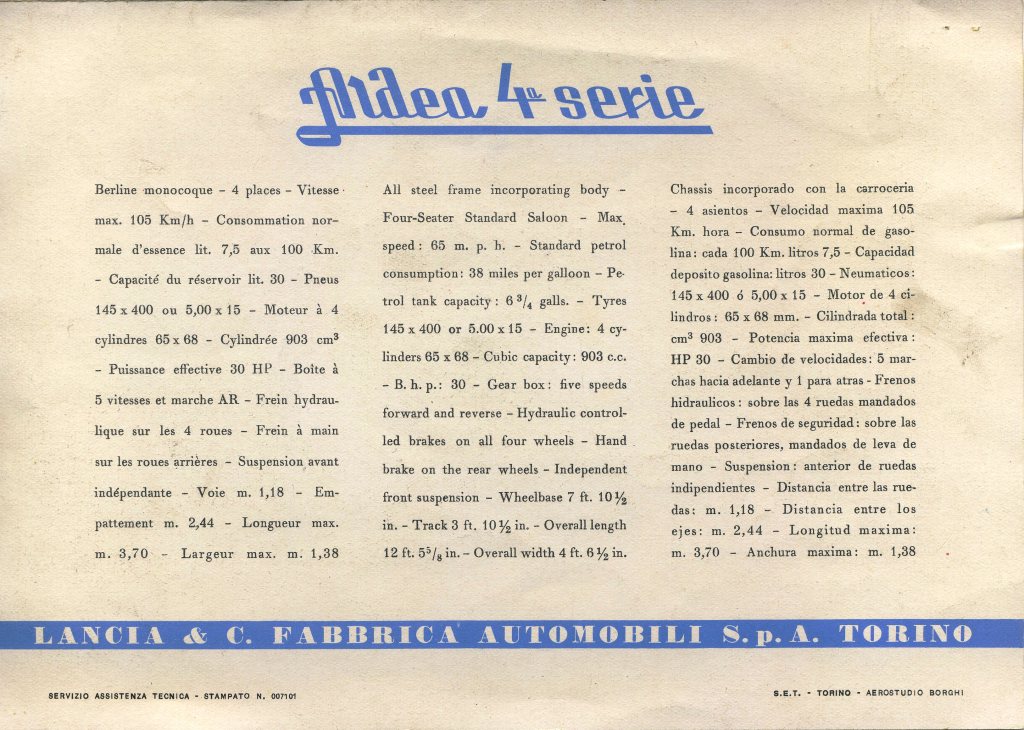 Ardea 4a serie
Berline monocoque – 4 places – Vitesse
max. 105 Km/h – Consommation nor-
male d'essence lit. 7,5 aux 100 Km.
– Capacité du réservoir lit. 30 – Pneus
145 x 400 ou 5,00 x 15 – Moteur à 4
cylindres 65 x 68 – Cylindrée 903 cm³
– Puissance effective 30 HP – Boîte à
5 vitesses et marche AR – Frein hydrau-
lique sur les 4 roues – Frein à main
sur les roues arrières – Suspension avant
indépendante – Voie m. 1,18 – Em-
pattement m. 2,44 – Longueur max.
m. 3,70 – Largeur max. m. 1,38
All steel frame incorporating body –
Four-Seater Standard Saloon – Max.
speed : 65 m. p. h. – Standard petrol
consumption : 38 miles per galloon – Pe-
trol tank capacity : 6 3/4 galls. – Tyres
145 x 400 or 5.00 x 15 – Engine : 4 cy-
linders 65 x 68 – Cubic capacity : 903 c.c.
– B. h. p. : 30 – Gear box : five speeds
forward and reverse – Hydraulic control-
led brakes on all four wheels – Hand
brake on the rear wheels – Independent
front suspension – Wheelbase 7 ft. 10 ½
in. – Track 3 ft. 10 ½ in. – Overall length
12 ft. 5 5/8 in. – Overall width 4 ft. 6 ½ in.
Chassis incorporado con la carroceria
– 4 asientos – Velocidad maxima 105
Km. hora – Consumo normal de gaso-
lina : cada 100 Km. litros 7,5 – Capacidad
deposito gasolina: litros 30 – Neumaticos :
145 x 400 ó 5,00 x 15 – Motor de 4 ci-
lindros : 65 x 68 mm. – Cilindrada total :
cm³ 903 – Potencia maxima efectiva :
HP 30 – Cambio de velocidades : 5 mar-
chas hacia adelante y 1 para atras - Frenos
hidraulicos : sobre las 4 ruedas mandados
de pedal – Frenos de seguridad : sobre las
ruedas posteriores, mandados de leva de
mano – Suspension : anterior de ruedas
indipendientes – Distancia entre las rue-
das : m. 1,18 – Distancia entre los
ejes : m. 2,44 – Longitud maxima :
m. 3,70 – Anchura maxima : m. 1,38
LANCIA & C. FABBRICA AUTOMOBILI S. p. A. TORINO
SERVIZIO ASSISTENZA TECNICA - STAMPATO N. 007101
S.E.T. - TORINO - AEROSTUDIO BORGHI